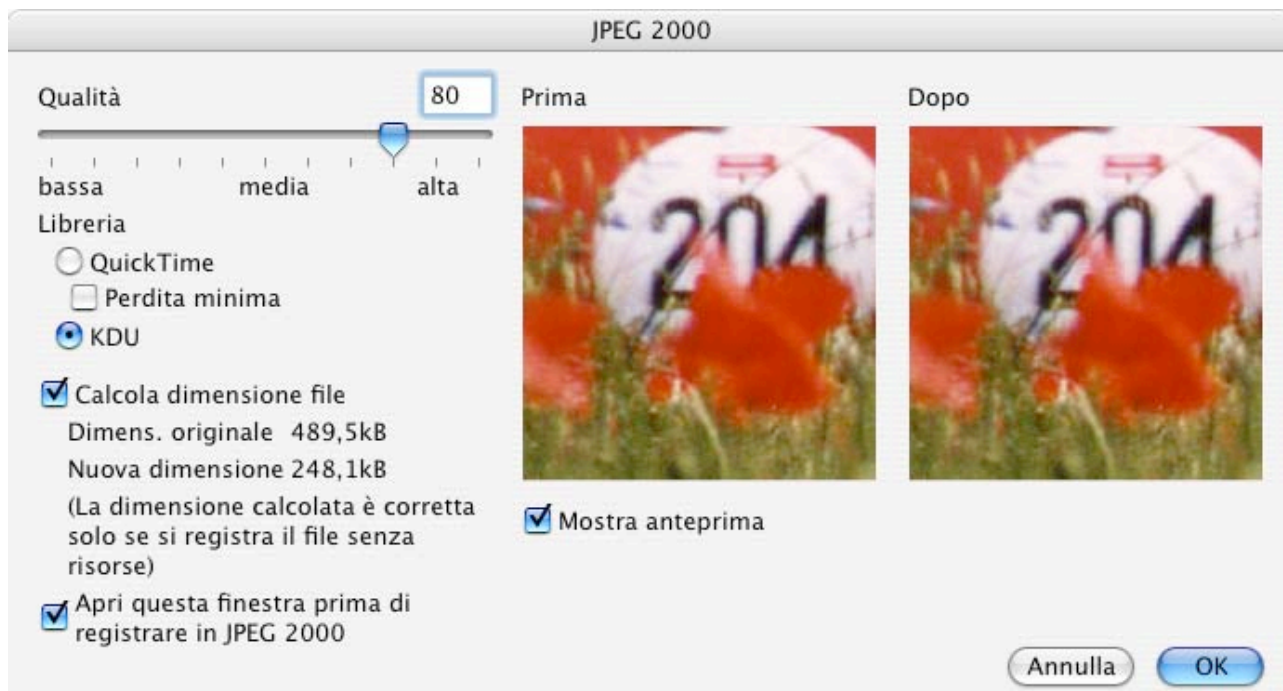 JPEG 2000
Qualità 80
bassa media alta
Libreria
QuickTime
Perdita minima
KDU
Calcola dimensione file
Dimens. originale 489,5kB
Nuova dimensione 248,1kB
(La dimensione calcolata è corretta
solo se si registra il file senza
risorse)
Apri questa finestra prima di
registrare in JPEG 2000
Prima
204
Dopo
204
Mostra anteprima
Annulla OK